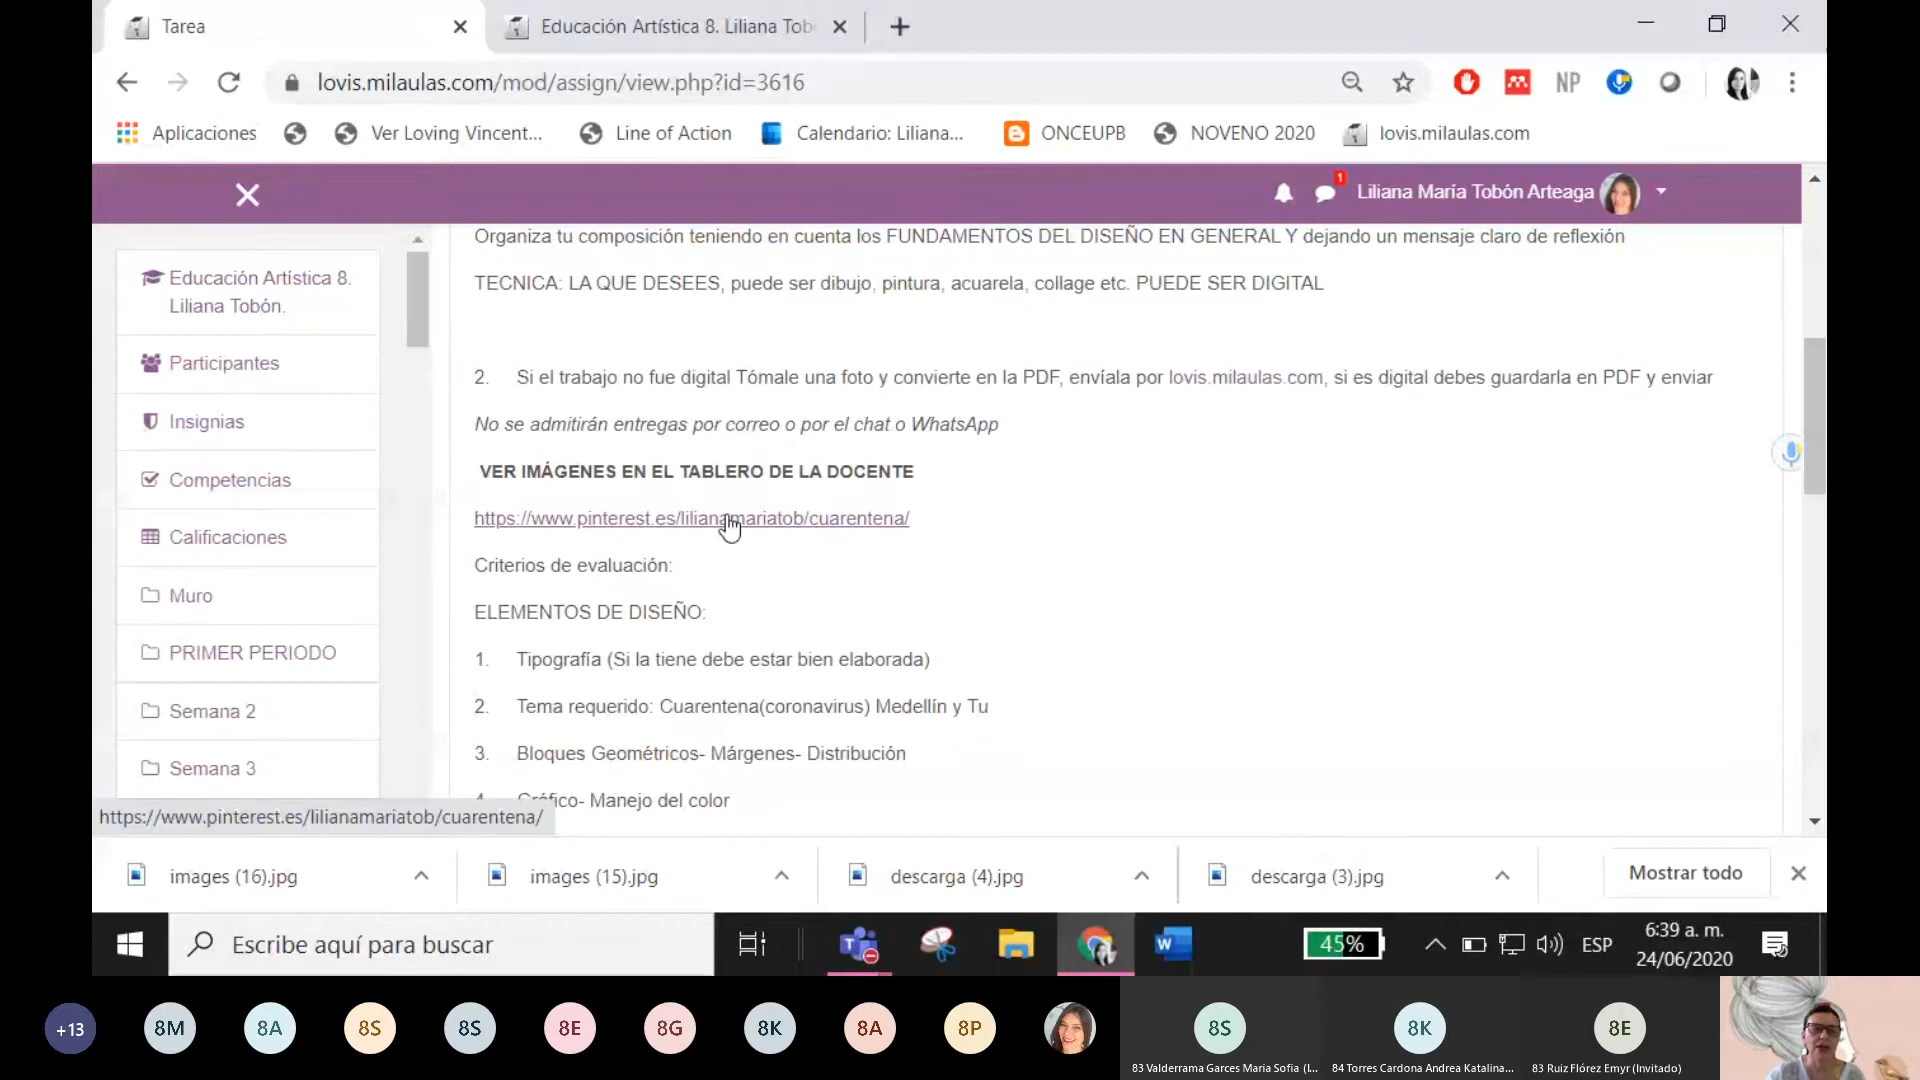 Tarea
Educación Artística 8. Liliana Tob
lovis.milaulas.com/mod/assign/view.php?id=3616
NP
Aplicaciones
Ver Loving Vincent...
Line of Action
Calendario: Liliana...
ONCEUPB
NOVENO 2020
lovis.milaulas.com
1
Liliana María Tobón Arteaga
Educación Artística 8.
Liliana Tobón.
Participantes
Insignias
Competencias
Calificaciones
Muro
PRIMER PERIODO
Semana 2
Semana 3
Organiza tu composición teniendo en cuenta los FUNDAMENTOS DEL DISEÑO EN GENERAL Y dejando un mensaje claro de reflexión
TECNICA: LA QUE DESEES, puede ser dibujo, pintura, acuarela, collage etc. PUEDE SER DIGITAL
2. Si el trabajo no fue digital Tómale una foto y convierte en la PDF, envíala por lovis.milaulas.com, si es digital debes guardarla en PDF y enviar
No se admitirán entregas por correo o por el chat o WhatsApp
VER IMÁGENES EN EL TABLERO DE LA DOCENTE
https://www.pinterest.es/lilianamariatob/cuarentena/
Criterios de evaluación:
ELEMENTOS DE DISEÑO:
1. Tipografía (Si la tiene debe estar bien elaborada)
2. Tema requerido: Cuarentena(coronavirus) Medellín y Tu
3. Bloques Geométricos- Márgenes- Distribución
4. Gráfico- Manejo del color
https://www.pinterest.es/lilianamariatob/cuarentena/
images (16).jpg
images (15).jpg
descarga (4).jpg
descarga (3).jpg
Mostrar todo
Escribe aquí para buscar
45%
ESP
6:39 a. m.
24/06/2020
+13
8M
8A
8S
8S
8E
8G
8K
8A
8P
8S
8K
8E
83 Valderrama Garces Maria Sofia (I...
84 Torres Cardona Andrea Katalina...
83 Ruiz Flórez Emyr (Invitado)